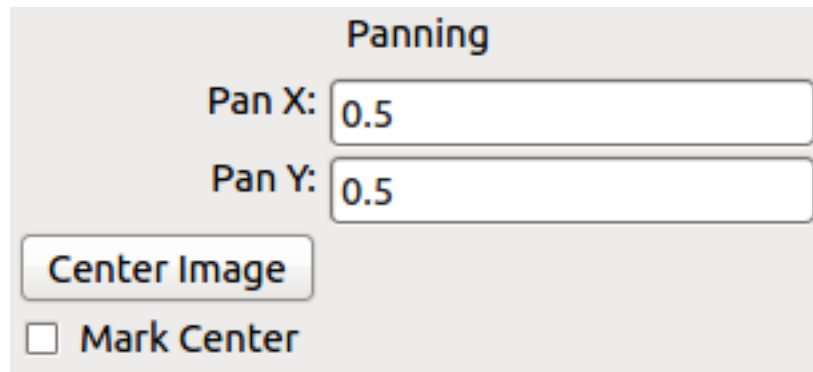 Panning
Pan X: 0.5
Pan Y: 0.5
Center Image
Mark Center